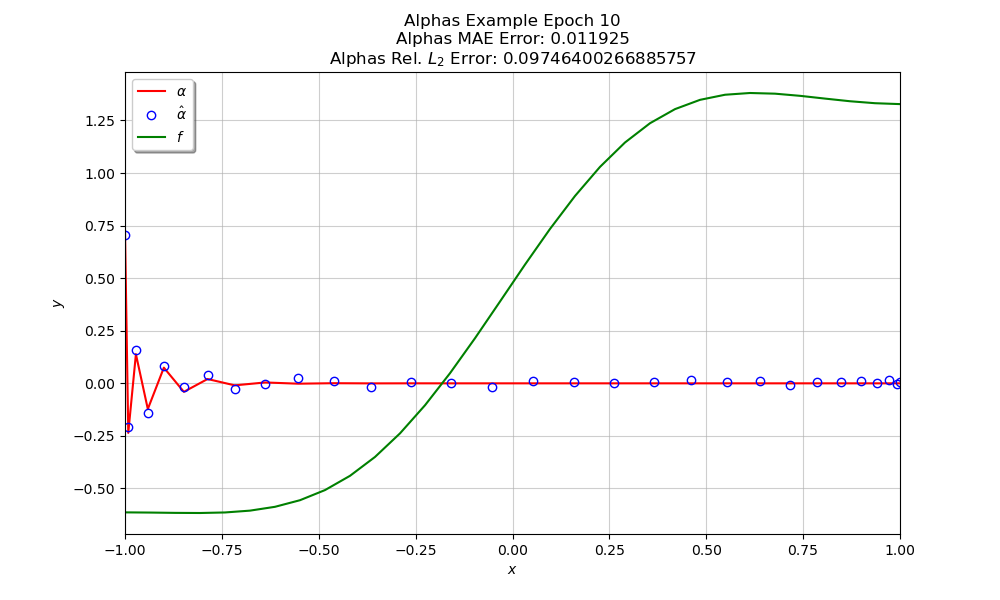 Alphas Example Epoch 10
Alphas MAE Error: 0.011925
Alphas Rel. L₂ Error: 0.09746400266885757
α
α̂
f
1.25
1.00
0.75
0.50
0.25
0.00
−0.25
−0.50
y
−1.00 −0.75 −0.50 −0.25 0.00 0.25 0.50 0.75 1.00
x